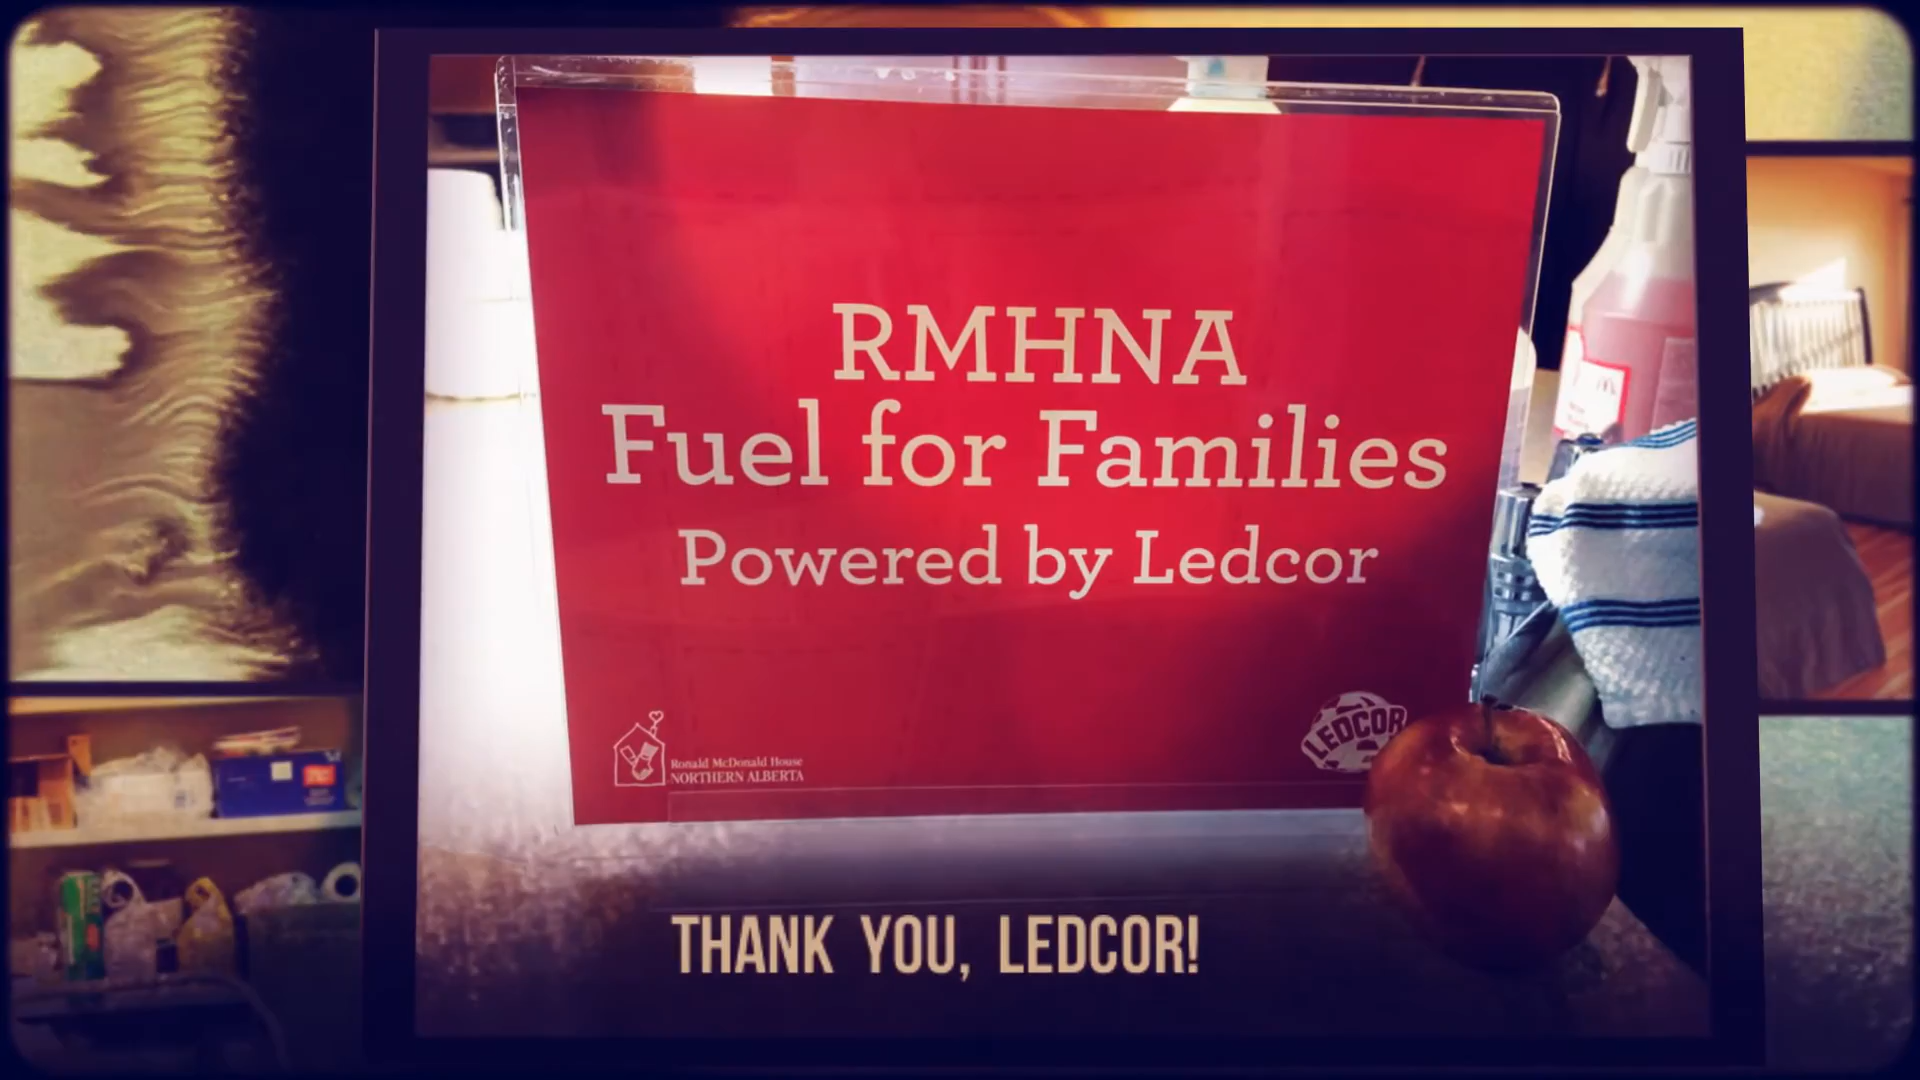 RMHNA
Fuel for Families
Powered by Ledcor
Ronald McDonald House
NORTHERN ALBERTA
LEDCOR
THANK YOU, LEDCOR!